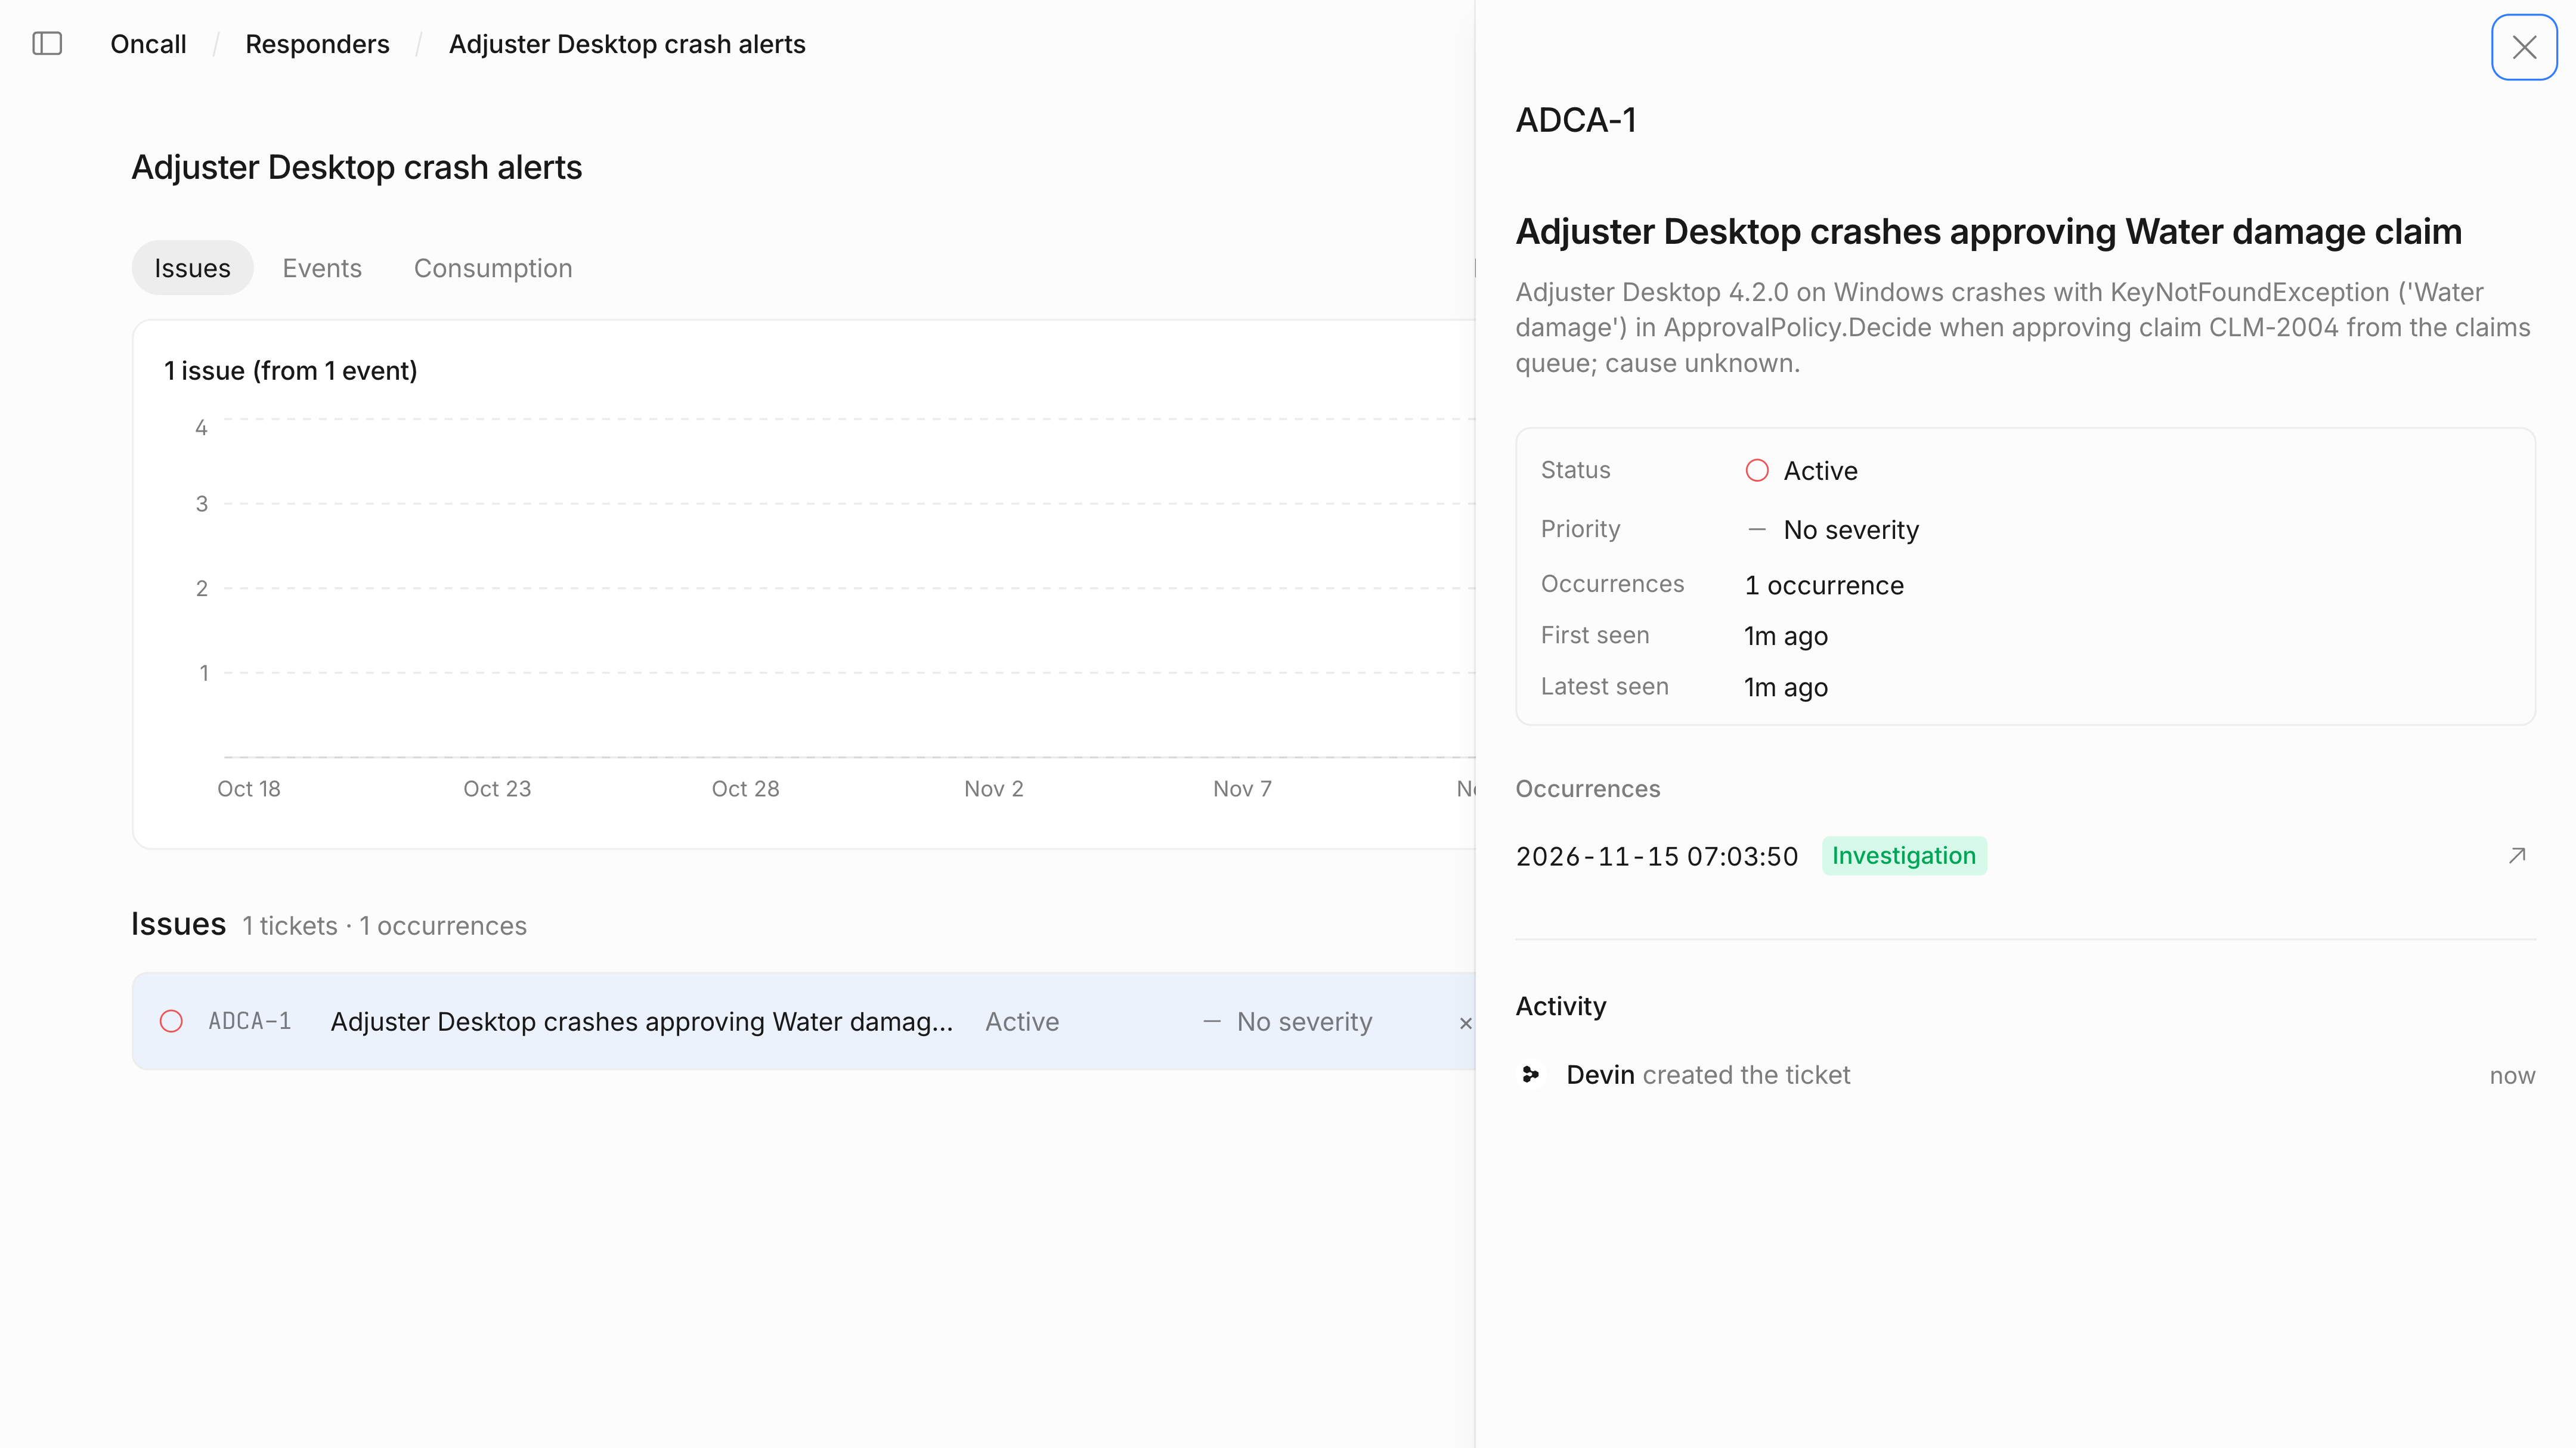 Oncall / Responders / Adjuster Desktop crash alerts
Adjuster Desktop crash alerts
Issues Events Consumption
1 issue (from 1 event)
4
3
2
1
Oct 18 Oct 23 Oct 28 Nov 2 Nov 7
Issues 1 tickets · 1 occurrences
ADCA-1 Adjuster Desktop crashes approving Water damag... Active — No severity ×
ADCA-1
Adjuster Desktop crashes approving Water damage claim
Adjuster Desktop 4.2.0 on Windows crashes with KeyNotFoundException ('Water
damage') in ApprovalPolicy.Decide when approving claim CLM-2004 from the claims
queue; cause unknown.
Status Active
Priority — No severity
Occurrences 1 occurrence
First seen 1m ago
Latest seen 1m ago
Occurrences
2026-11-15 07:03:50 Investigation
Activity
Devin created the ticket now